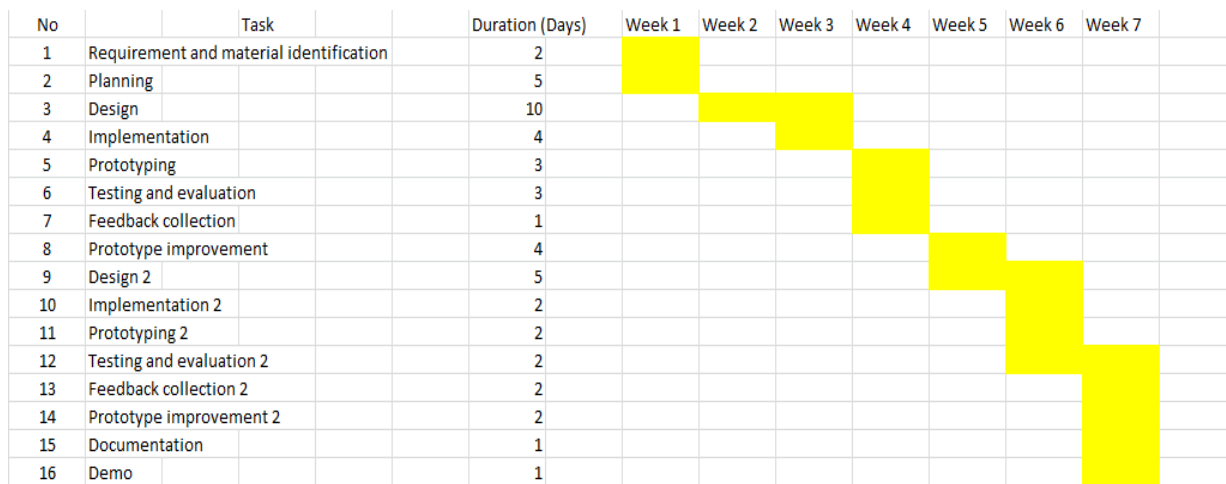 No Task Duration (Days) Week 1 Week 2 Week 3 Week 4 Week 5 Week 6 Week 7
1 Requirement and material identification 2
2 Planning 5
3 Design 10
4 Implementation 4
5 Prototyping 3
6 Testing and evaluation 3
7 Feedback collection 1
8 Prototype improvement 4
9 Design 2 5
10 Implementation 2 2
11 Prototyping 2 2
12 Testing and evaluation 2 2
13 Feedback collection 2 2
14 Prototype improvement 2 2
15 Documentation 1
16 Demo 1